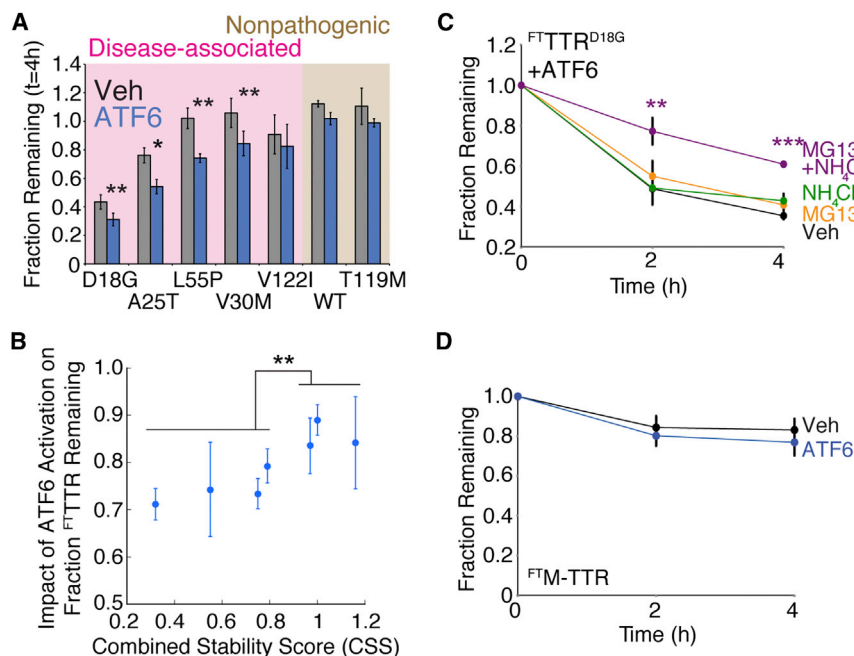 A
Nonpathogenic
Disease-associated
Fraction Remaining (t=4h)
1.4
1.2
1.0
0.8
0.6
0.4
0.2
0
Veh
ATF6
**
*
**
**
D18G
L55P
V122I
T119M
A25T
V30M
WT
B
Impact of ATF6 Activation on
Fraction FTTTR Remaining
1.0
0.9
0.8
0.7
0.6
0.5
**
0.2 0.4 0.6 0.8 1 1.2
Combined Stability Score (CSS)
C
Fraction Remaining
1.2
1.0
0.8
0.6
0.4
0.2
FTTTRD18G
+ATF6
**
***
MG13
+NH4C
NH4Cl
MG13
Veh
0 2 4
Time (h)
D
Fraction Remaining
1.0
0.8
0.6
0.4
0.2
0
Veh
ATF6
FTM-TTR
0 2 4
Time (h)